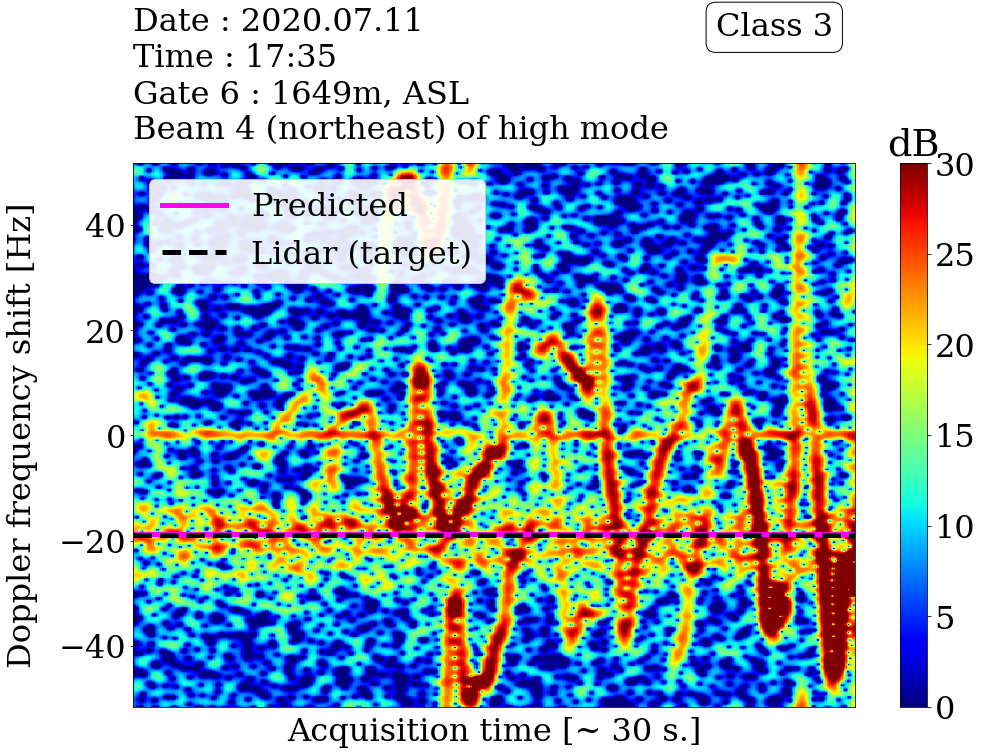 Date : 2020.07.11
Time : 17:35
Gate 6 : 1649m, ASL
Beam 4 (northeast) of high mode
Class 3
dB
Predicted
Lidar (target)
Doppler frequency shift [Hz]
40
20
0
−20
−40
Acquisition time [~ 30 s.]
30
25
20
15
10
5
0